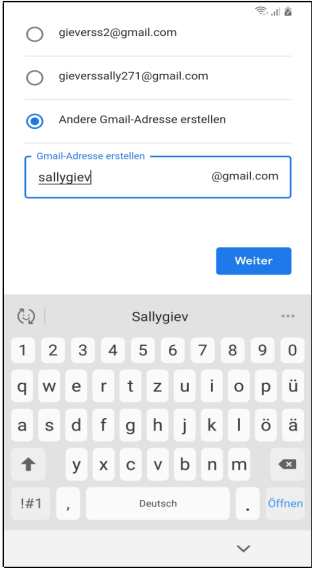 gieverss2@gmail.com
gieverssally271@gmail.com
Andere Gmail-Adresse erstellen
Gmail-Adresse erstellen
sallygiev @gmail.com
Weiter
Sallygiev ...
1 2 3 4 5 6 7 8 9 0
q w e r t z u i o p ü
a s d f g h j k l ö ä
y x c v b n m
!#1 , Deutsch . Öffnen